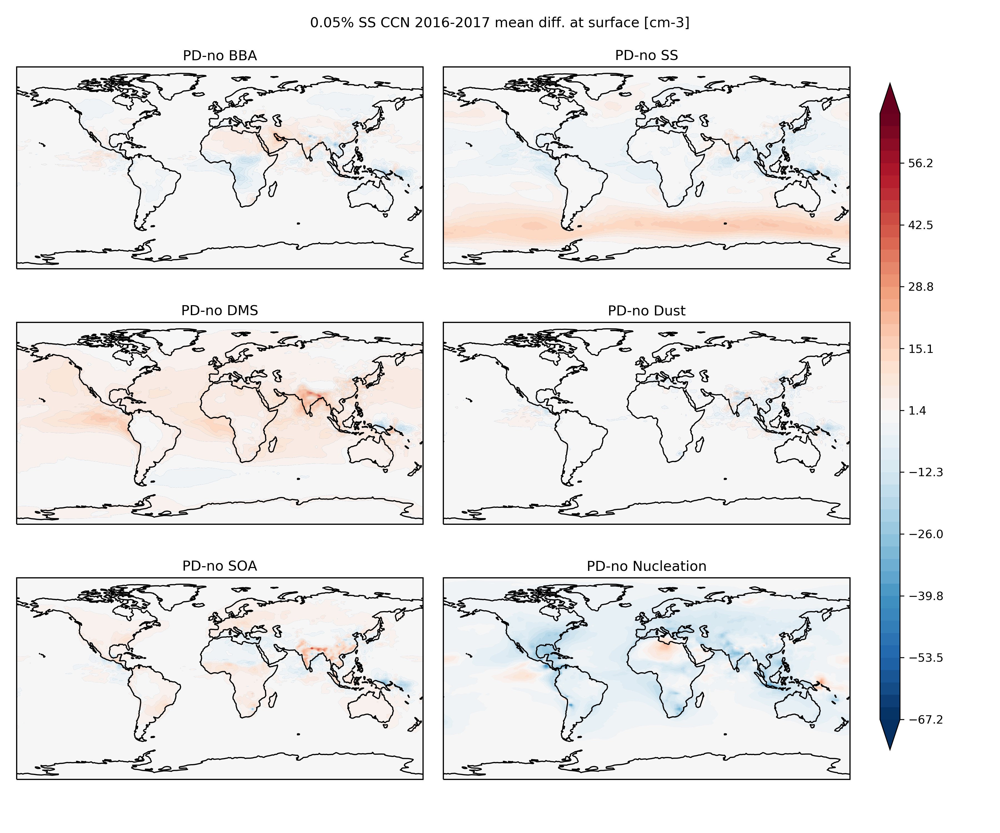 0.05% SS CCN 2016-2017 mean diff. at surface [cm-3]
PD-no BBA
PD-no SS
PD-no DMS
PD-no Dust
PD-no SOA
PD-no Nucleation
56.2
42.5
28.8
15.1
1.4
−12.3
−26.0
−39.8
−53.5
−67.2